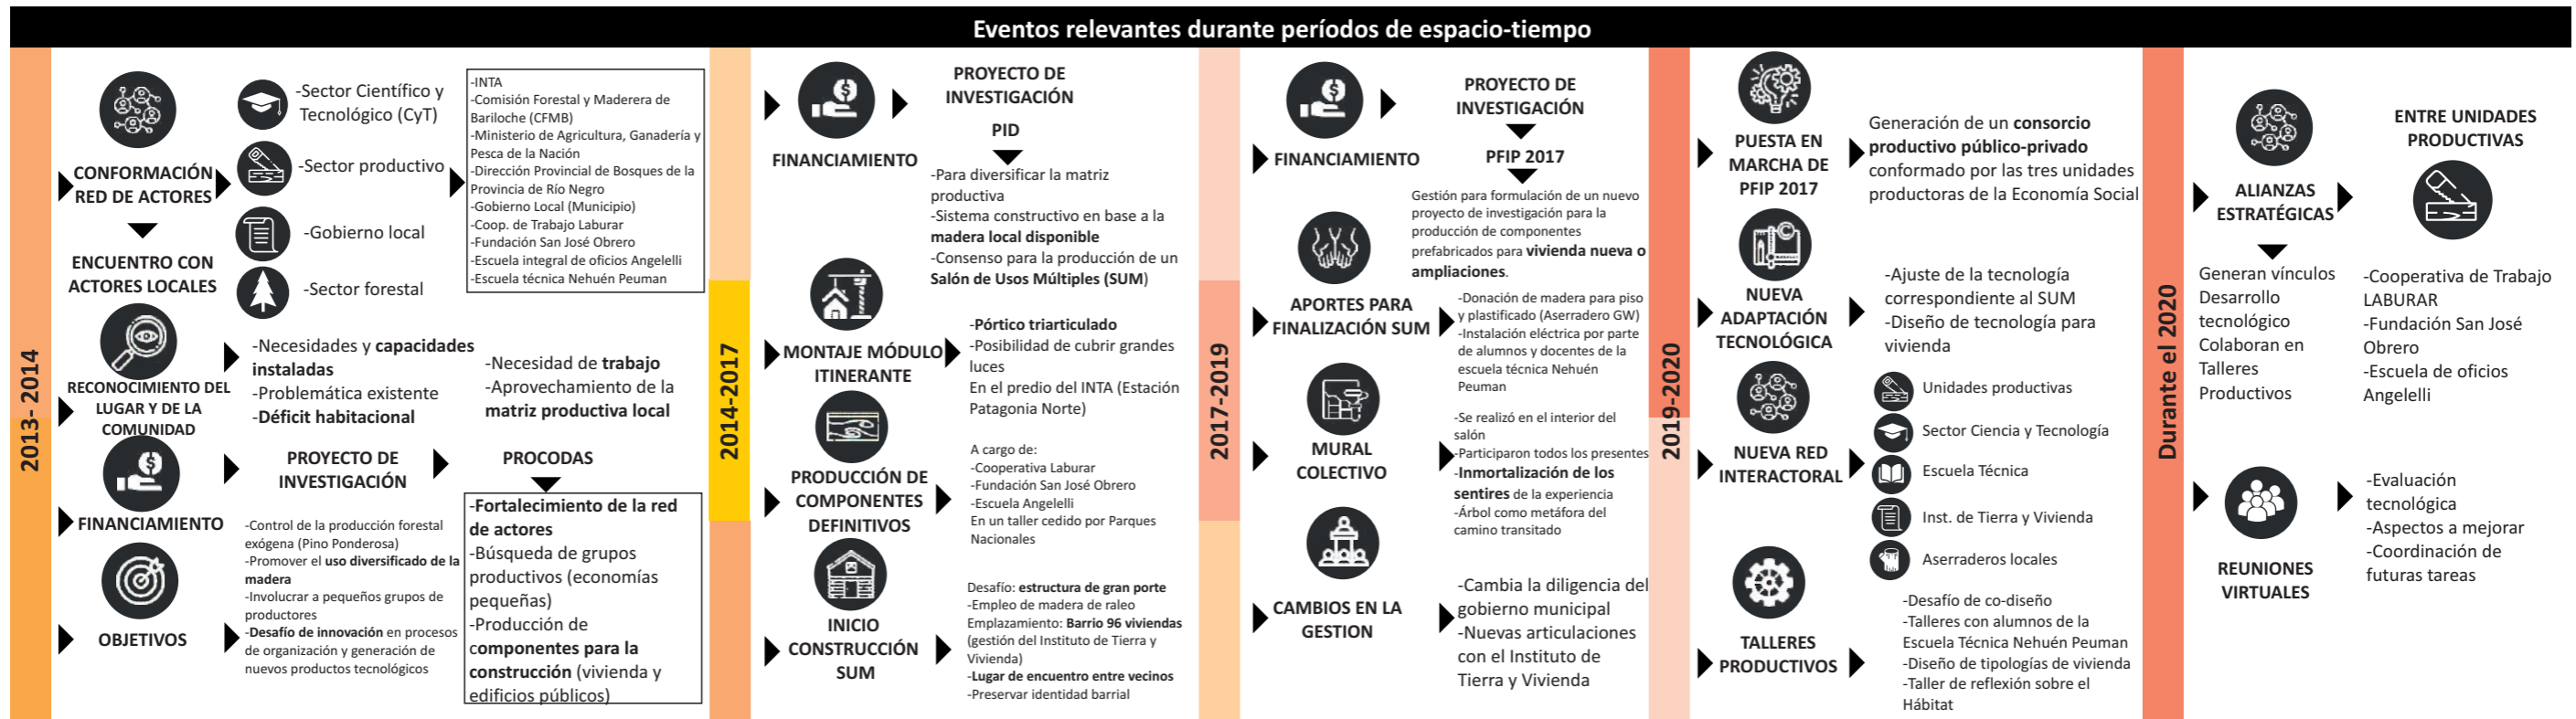 Eventos relevantes durante períodos de espacio-tiempo
2013- 2014
CONFORMACIÓN
RED DE ACTORES
-Sector Científico y
Tecnológico (CyT)
-Sector productivo
-Gobierno local
-Sector forestal
-INTA
-Comisión Forestal y Maderera de
Bariloche (CFMB)
-Ministerio de Agricultura, Ganadería y
Pesca de la Nación
-Dirección Provincial de Bosques de la
Provincia de Río Negro
-Gobierno Local (Municipio)
-Coop. de Trabajo Laburar
-Fundación San José Obrero
-Escuela integral de oficios Angelelli
-Escuela técnica Nehuén Peuman
ENCUENTRO CON
ACTORES LOCALES
RECONOCIMIENTO DEL
LUGAR Y DE LA
COMUNIDAD
-Necesidades y capacidades
instaladas
-Problemática existente
-Déficit habitacional
-Necesidad de trabajo
-Aprovechamiento de la
matriz productiva local
FINANCIAMIENTO
PROYECTO DE
INVESTIGACIÓN
PROCODAS
-Fortalecimiento de la red
de actores
-Búsqueda de grupos
productivos (economías
pequeñas)
-Producción de
componentes para la
construcción (vivienda y
edificios públicos)
OBJETIVOS
-Control de la producción forestal
exógena (Pino Ponderosa)
-Promover el uso diversificado de la
madera
-Involucrar a pequeños grupos de
productores
-Desafío de innovación en procesos
de organización y generación de
nuevos productos tecnológicos
2014-2017
FINANCIAMIENTO
PROYECTO DE
INVESTIGACIÓN
PID
-Para diversificar la matriz
productiva
-Sistema constructivo en base a la
madera local disponible
-Consenso para la producción de un
Salón de Usos Múltiples (SUM)
MONTAJE MÓDULO
ITINERANTE
-Pórtico triarticulado
-Posibilidad de cubrir grandes
luces
En el predio del INTA (Estación
Patagonia Norte)
PRODUCCIÓN DE
COMPONENTES
DEFINITIVOS
A cargo de:
-Cooperativa Laburar
-Fundación San José Obrero
-Escuela Angelelli
En un taller cedido por Parques
Nacionales
INICIO
CONSTRUCCIÓN
SUM
Desafío: estructura de gran porte
-Empleo de madera de raleo
Emplazamiento: Barrio 96 viviendas
(gestión del Instituto de Tierra y
Vivienda)
-Lugar de encuentro entre vecinos
-Preservar identidad barrial
2017-2019
FINANCIAMIENTO
PROYECTO DE
INVESTIGACIÓN
PFIP 2017
Gestión para formulación de un nuevo
proyecto de investigación para la
producción de componentes
prefabricados para vivienda nueva o
ampliaciones.
APORTES PARA
FINALIZACIÓN SUM
-Donación de madera para piso
y plastificado (Aserradero GW)
-Instalación eléctrica por parte
de alumnos y docentes de la
escuela técnica Nehuén
Peuman
MURAL
COLECTIVO
-Se realizó en el interior del
salón
-Participaron todos los presentes
-Inmortalización de los
sentires de la experiencia
-Árbol como metáfora del
camino transitado
CAMBIOS EN LA
GESTION
-Cambia la diligencia del
gobierno municipal
-Nuevas articulaciones
con el Instituto de
Tierra y Vivienda
2019-2020
PUESTA EN
MARCHA DE
PFIP 2017
Generación de un consorcio
productivo público-privado
conformado por las tres unidades
productoras de la Economía Social
NUEVA
ADAPTACIÓN
TECNOLÓGICA
-Ajuste de la tecnología
correspondiente al SUM
-Diseño de tecnología para
vivienda
NUEVA RED
INTERACTORAL
Unidades productivas
Sector Ciencia y Tecnología
Escuela Técnica
Inst. de Tierra y Vivienda
Aserraderos locales
TALLERES
PRODUCTIVOS
-Desafío de co-diseño
-Talleres con alumnos de la
Escuela Técnica Nehuén Peuman
-Diseño de tipologías de vivienda
-Taller de reflexión sobre el
Hábitat
Durante el 2020
ALIANZAS
ESTRATÉGICAS
Generan vínculos
Desarrollo
tecnológico
Colaboran en
Talleres
Productivos
ENTRE UNIDADES
PRODUCTIVAS
-Cooperativa de Trabajo
LABURAR
-Fundación San José
Obrero
-Escuela de oficios
Angelelli
REUNIONES
VIRTUALES
-Evaluación
tecnológica
-Aspectos a mejorar
-Coordinación de
futuras tareas